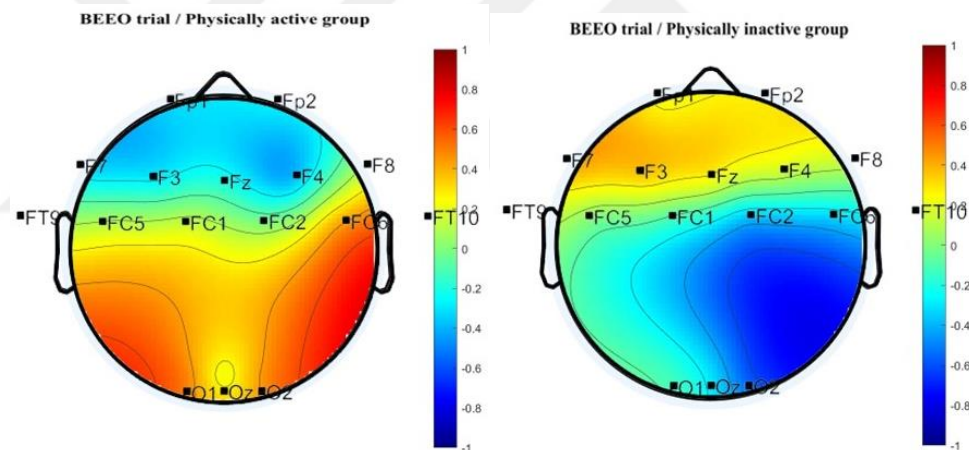 BEEO trial / Physically active group
Fp1 Fp2
F7 F3 Fz F4 F8
FT9 FC5 FC1 FC2 FC6 FT10
O1 Oz O2
1
0.8
0.6
0.4
0.2
0
-0.2
-0.4
-0.6
-0.8
-1
BEEO trial / Physically inactive group
Fp1 Fp2
F7 F3 Fz F4 F8
FT9 FC5 FC1 FC2 FC6 FT10
O1 Oz O2
1
0.8
0.6
0.4
0.2
0
-0.2
-0.4
-0.6
-0.8
-1